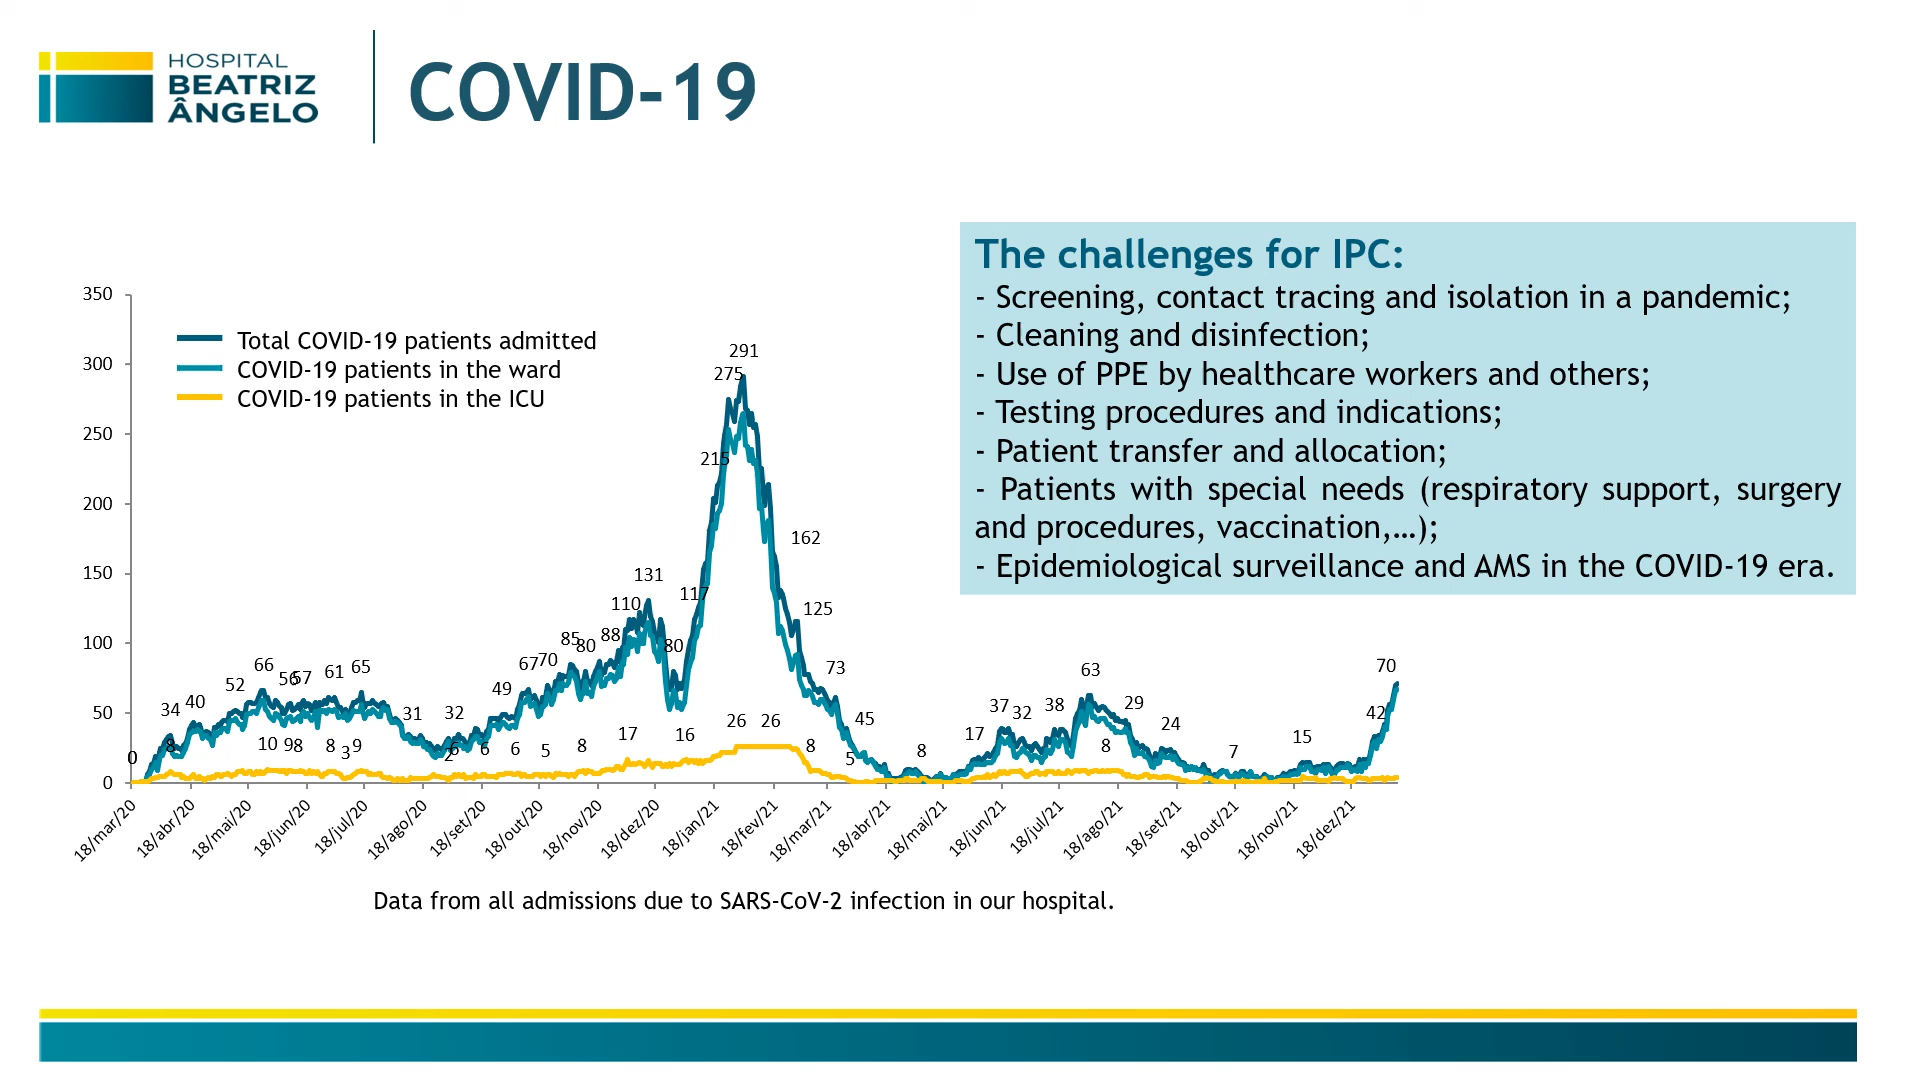 HOSPITAL
BEATRIZ
ÂNGELO
COVID-19
The challenges for IPC:
- Screening, contact tracing and isolation in a pandemic;
- Cleaning and disinfection;
- Use of PPE by healthcare workers and others;
- Testing procedures and indications;
- Patient transfer and allocation;
- Patients with special needs (respiratory support, surgery
and procedures, vaccination,…);
- Epidemiological surveillance and AMS in the COVID-19 era.
Total COVID-19 patients admitted
COVID-19 patients in the ward
COVID-19 patients in the ICU
350
300
250
200
150
100
50
0
0
34
40
52
66
56
57
61
65
31
32
49
67
70
85
80
88
110
131
80
117
215
275
291
162
125
73
45
8
17
37
32
38
63
29
24
7
15
42
70
8
10
9
8
8
3
9
2
6
6
6
5
8
17
16
26
26
8
5
8
18/mar/20
18/abr/20
18/mai/20
18/jun/20
18/jul/20
18/ago/20
18/set/20
18/out/20
18/nov/20
18/dez/20
18/jan/21
18/fev/21
18/mar/21
18/abr/21
18/mai/21
18/jun/21
18/jul/21
18/ago/21
18/set/21
18/out/21
18/nov/21
18/dez/21
Data from all admissions due to SARS-CoV-2 infection in our hospital.